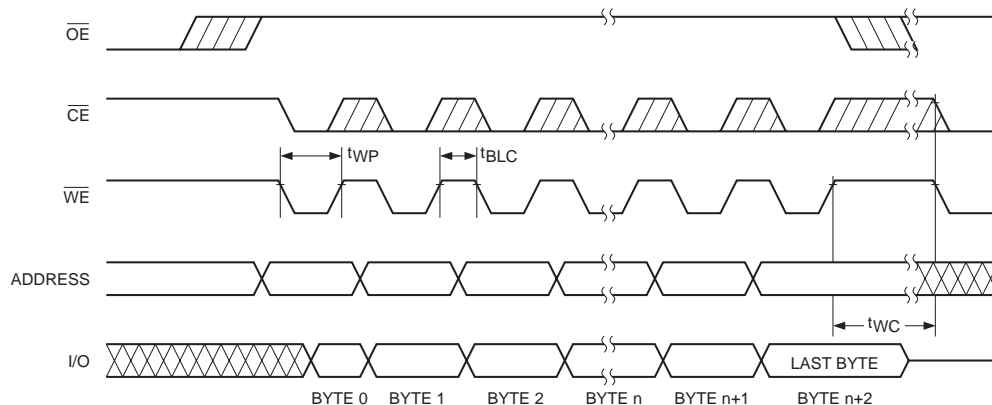 OE
CE
tWP
tBLC
WE
ADDRESS
tWC
I/O
LAST BYTE
BYTE 0 BYTE 1 BYTE 2 BYTE n BYTE n+1 BYTE n+2